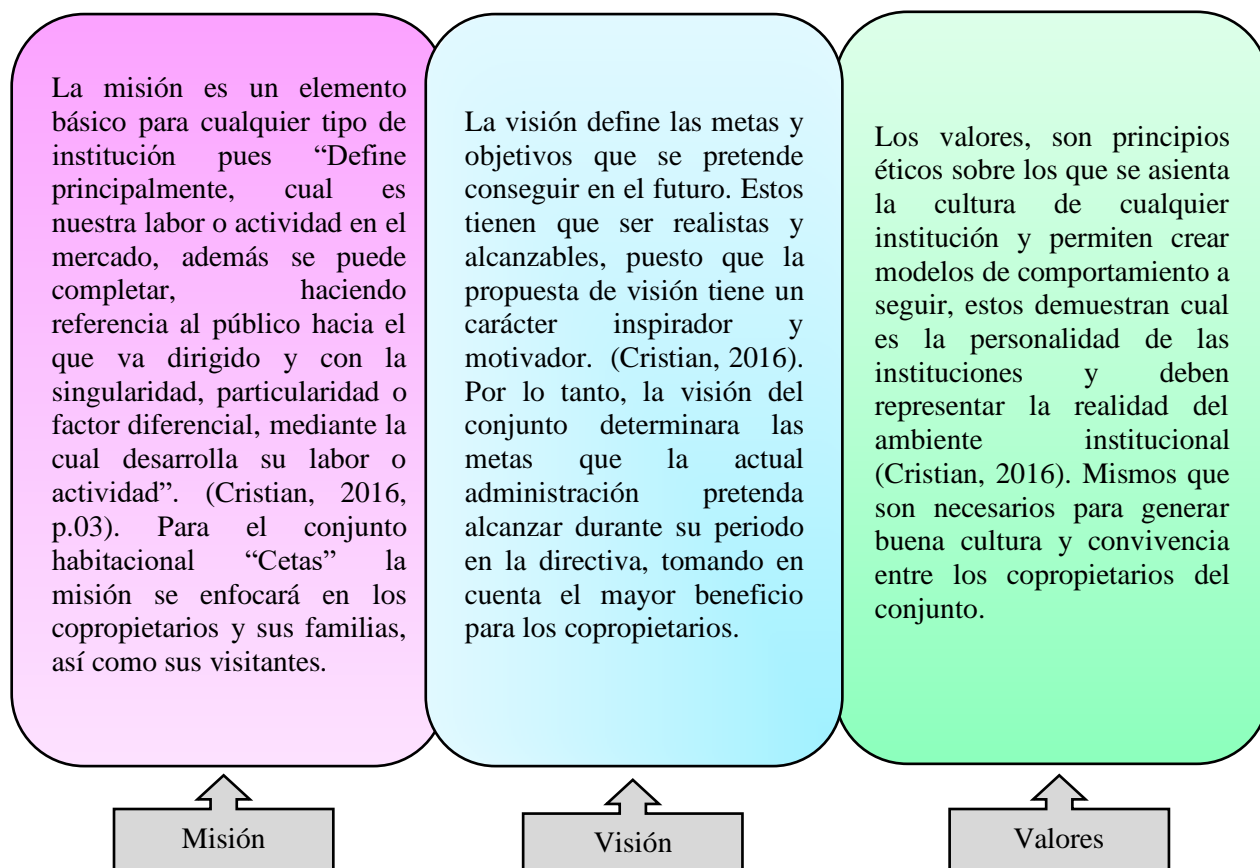 La misión es un elemento
básico para cualquier tipo de
institución pues “Define
principalmente, cual es
nuestra labor o actividad en el
mercado, además se puede
completar, haciendo
referencia al público hacia el
que va dirigido y con la
singularidad, particularidad o
factor diferencial, mediante la
cual desarrolla su labor o
actividad”. (Cristian, 2016,
p.03). Para el conjunto
habitacional “Cetas” la
misión se enfocará en los
copropietarios y sus familias,
así como sus visitantes.
La visión define las metas y
objetivos que se pretende
conseguir en el futuro. Estos
tienen que ser realistas y
alcanzables, puesto que la
propuesta de visión tiene un
carácter inspirador y
motivador. (Cristian, 2016).
Por lo tanto, la visión del
conjunto determinara las
metas que la actual
administración pretenda
alcanzar durante su periodo
en la directiva, tomando en
cuenta el mayor beneficio
para los copropietarios.
Los valores, son principios
éticos sobre los que se asienta
la cultura de cualquier
institución y permiten crear
modelos de comportamiento a
seguir, estos demuestran cual
es la personalidad de las
instituciones y deben
representar la realidad del
ambiente institucional
(Cristian, 2016). Mismos que
son necesarios para generar
buena cultura y convivencia
entre los copropietarios del
conjunto.
Misión
Visión
Valores